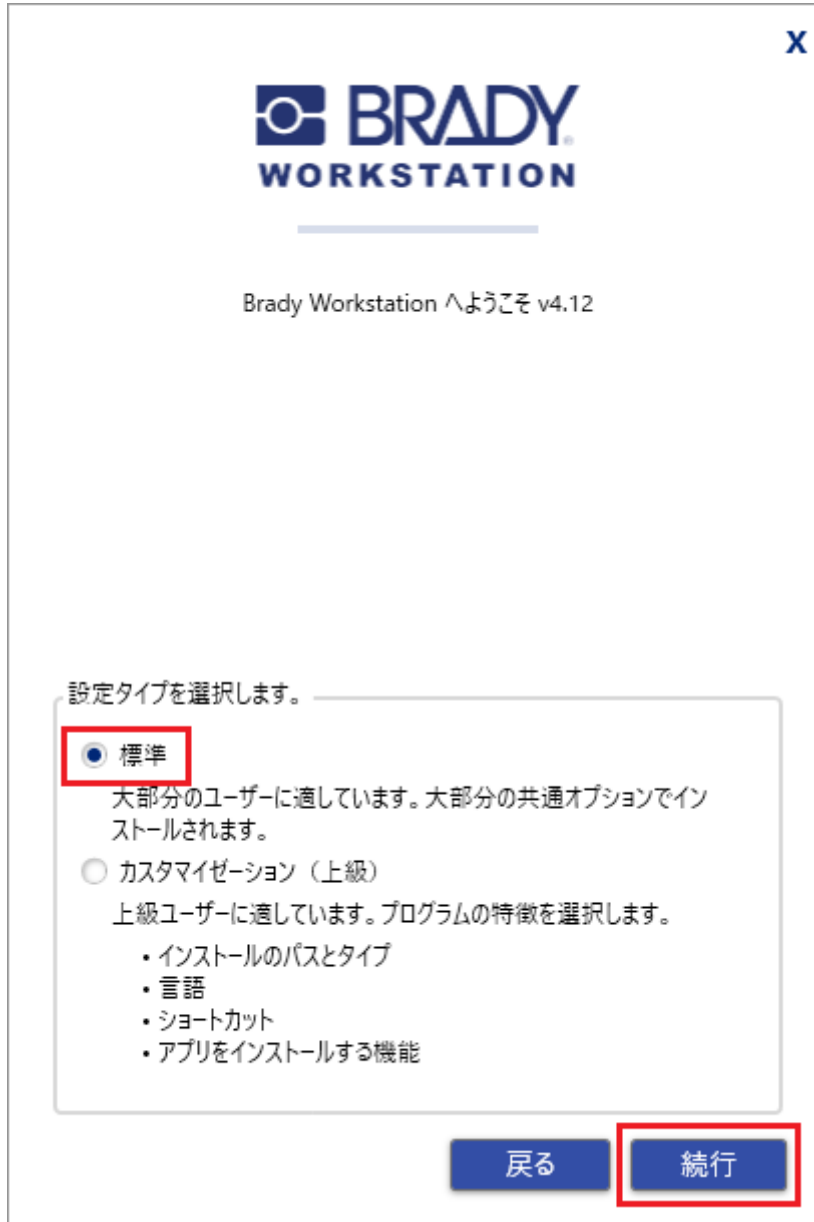 X
BRADY
WORKSTATION
Brady Workstation へようこそ v4.12
設定タイプを選択します。
標準
大部分のユーザーに適しています。大部分の共通オプションでイン
ストールされます。
カスタマイゼーション（上級）
上級ユーザーに適しています。プログラムの特徴を選択します。
・インストールのパスとタイプ
・言語
・ショートカット
・アプリをインストールする機能
戻る
続行